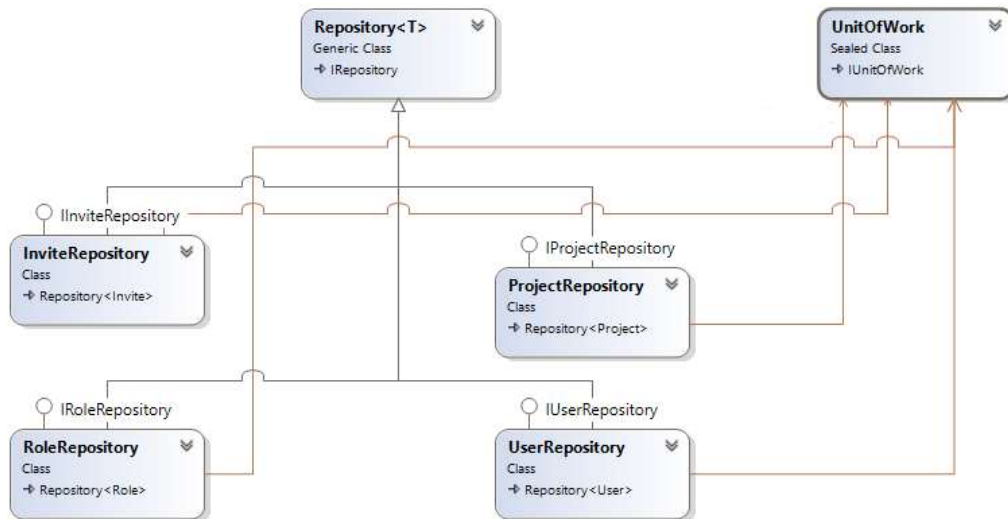 Repository<T>
Generic Class
IRepository
UnitOfWork
Sealed Class
IUnitOfWork
IInviteRepository
InviteRepository
Class
Repository<Invite>
IProjectRepository
ProjectRepository
Class
Repository<Project>
IRoleRepository
RoleRepository
Class
Repository<Role>
IUserRepository
UserRepository
Class
Repository<User>